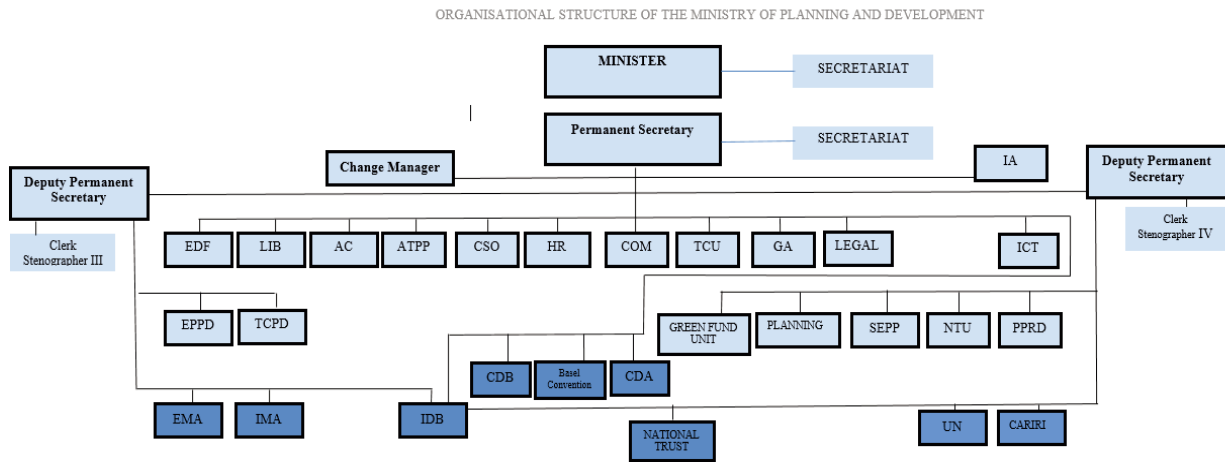 ORGANISATIONAL STRUCTURE OF THE MINISTRY OF PLANNING AND DEVELOPMENT
MINISTER
SECRETARIAT
Permanent Secretary
SECRETARIAT
Change Manager
IA
Deputy Permanent
Secretary
Deputy Permanent
Secretary
Clerk
Stenographer III
Clerk
Stenographer IV
EDF
LIB
AC
ATPP
CSO
HR
COM
TCU
GA
LEGAL
ICT
EPPD
TCPD
GREEN FUND
UNIT
PLANNING
SEPP
NTU
PPRD
CDB
Basel
Convention
CDA
EMA
IMA
IDB
NATIONAL
TRUST
UN
CARIRI